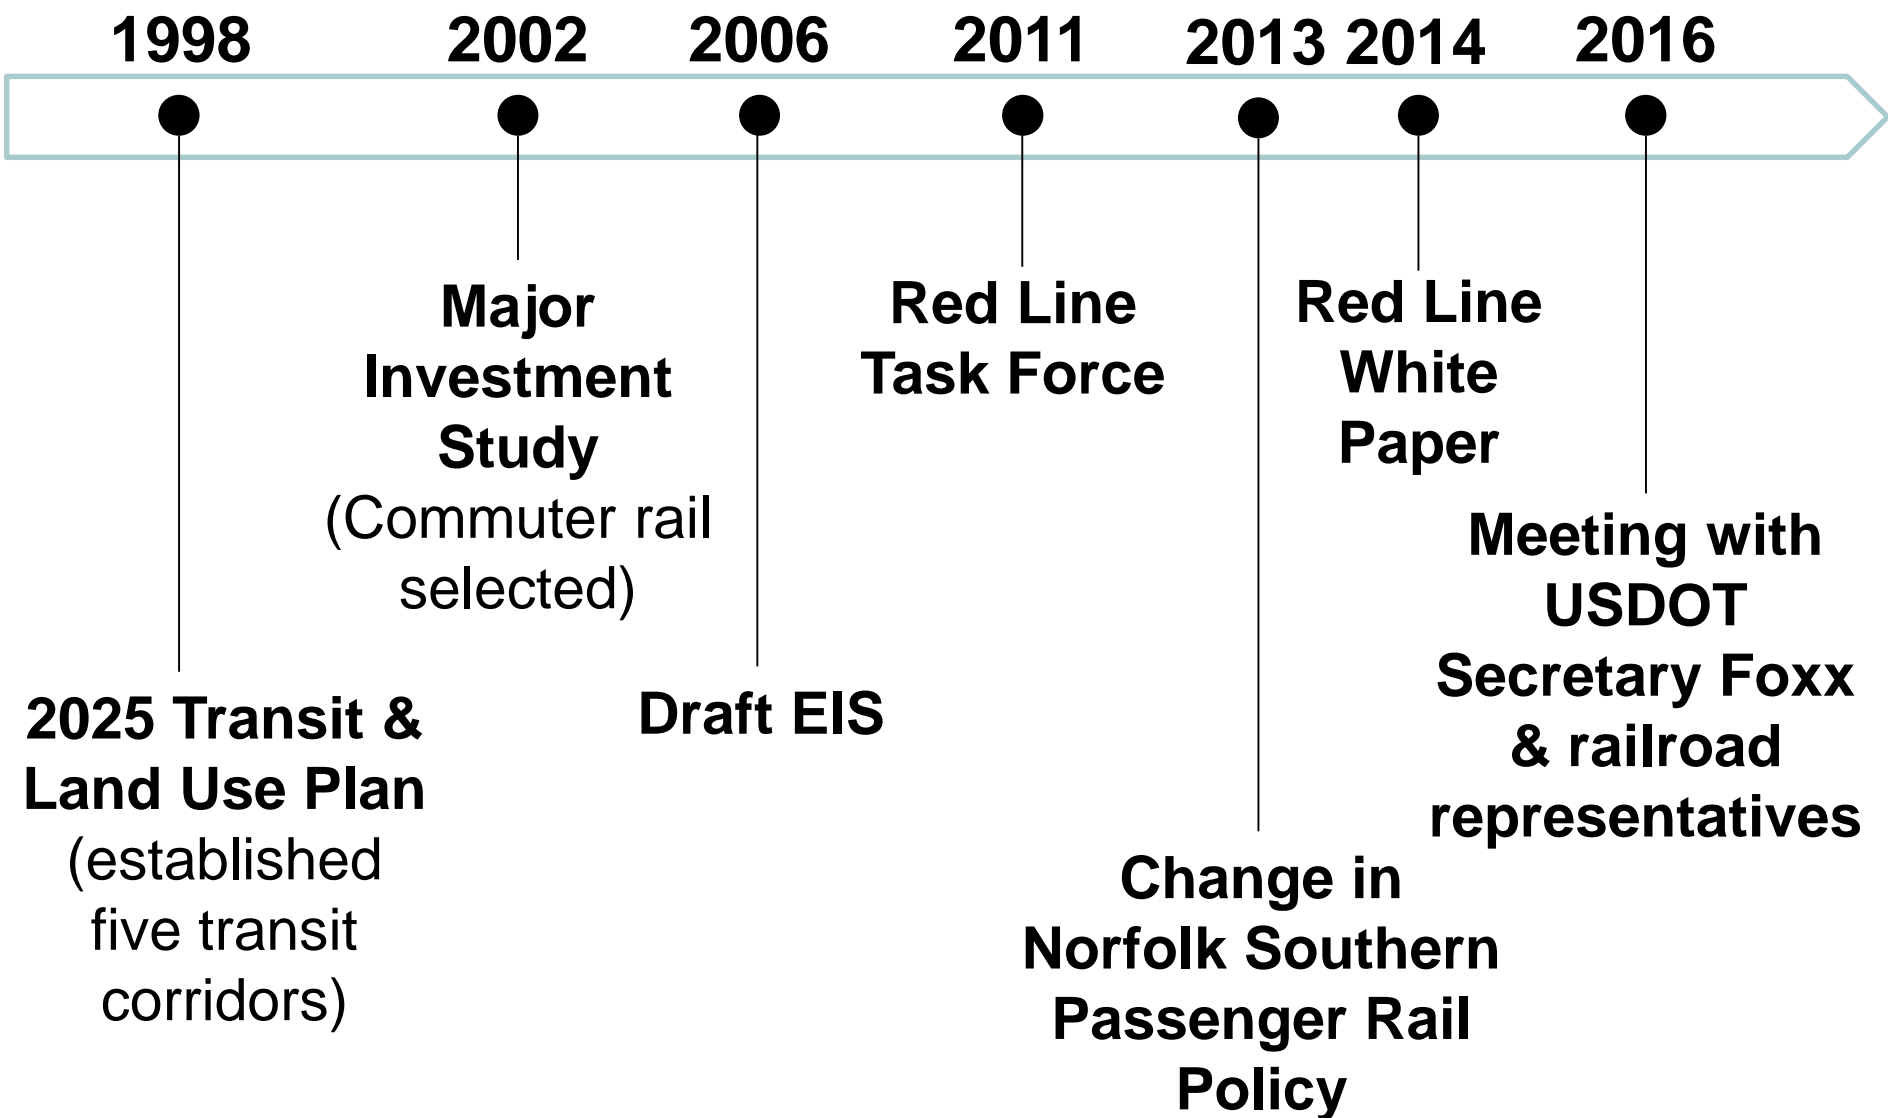 1998 2002 2006 2011 2013 2014 2016
2025 Transit &
Land Use Plan
(established
five transit
corridors)
Major
Investment
Study
(Commuter rail
selected)
Draft EIS
Red Line
Task Force
Change in
Norfolk Southern
Passenger Rail
Policy
Red Line
White
Paper
Meeting with
USDOT
Secretary Foxx
& railroad
representatives